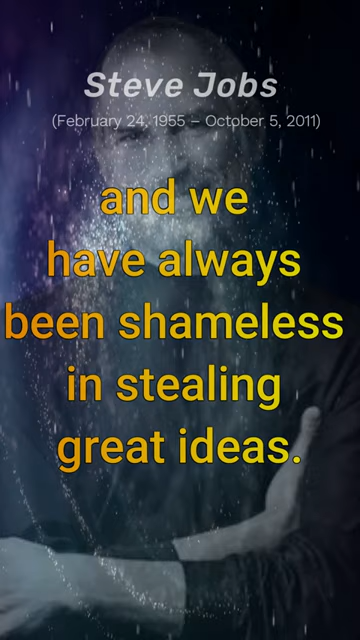 Steve Jobs
(February 24, 1955 – October 5, 2011)
and we
have always
been shameless
in stealing
great ideas.